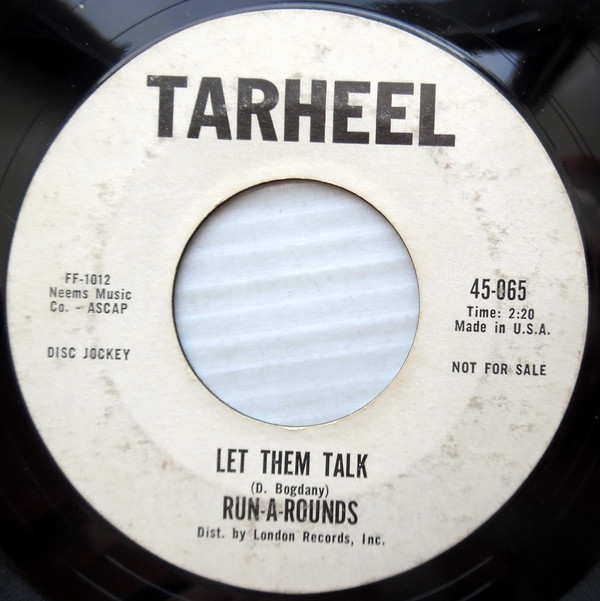 TARHEEL
FF-1012
Neems Music
Co. - ASCAP
DISC JOCKEY
45-065
Time: 2:20
Made in U.S.A.
NOT FOR SALE
LET THEM TALK
(D. Bogdany)
RUN-A-ROUNDS
Dist. by London Records, Inc.